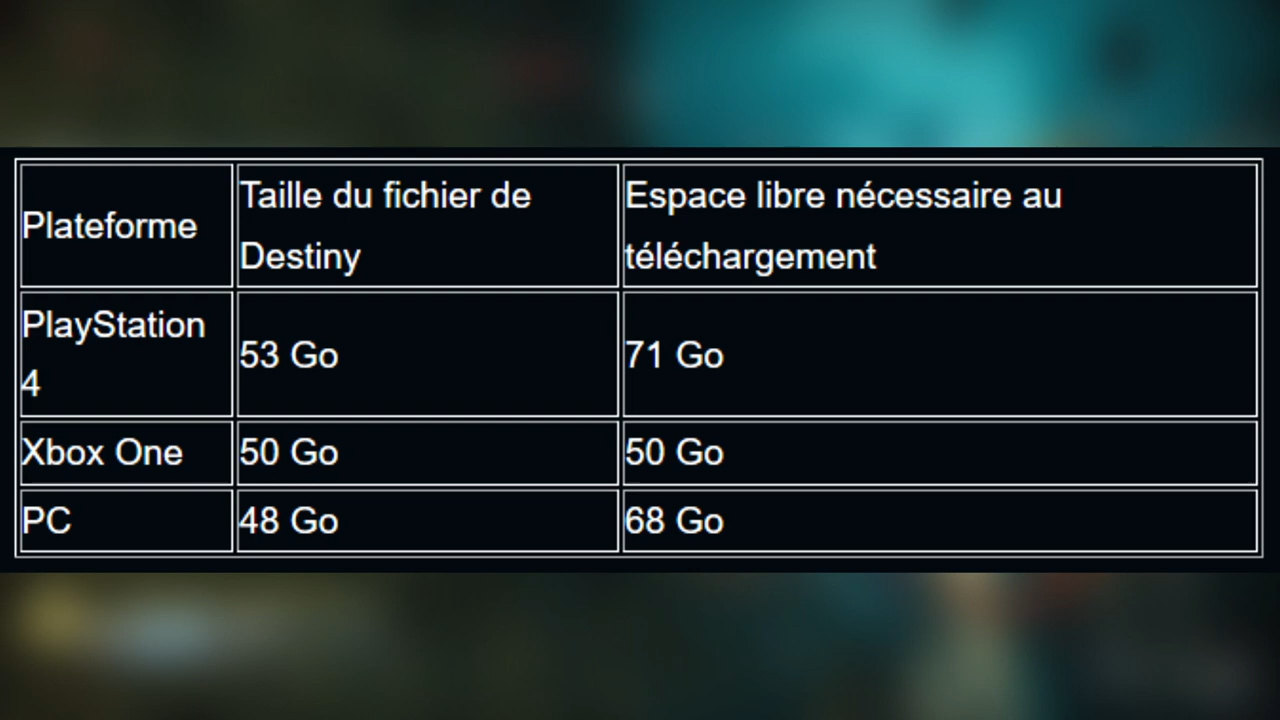 Plateforme
Taille du fichier de
Destiny
Espace libre nécessaire au
téléchargement
PlayStation
4
53 Go
71 Go
Xbox One
50 Go
50 Go
PC
48 Go
68 Go